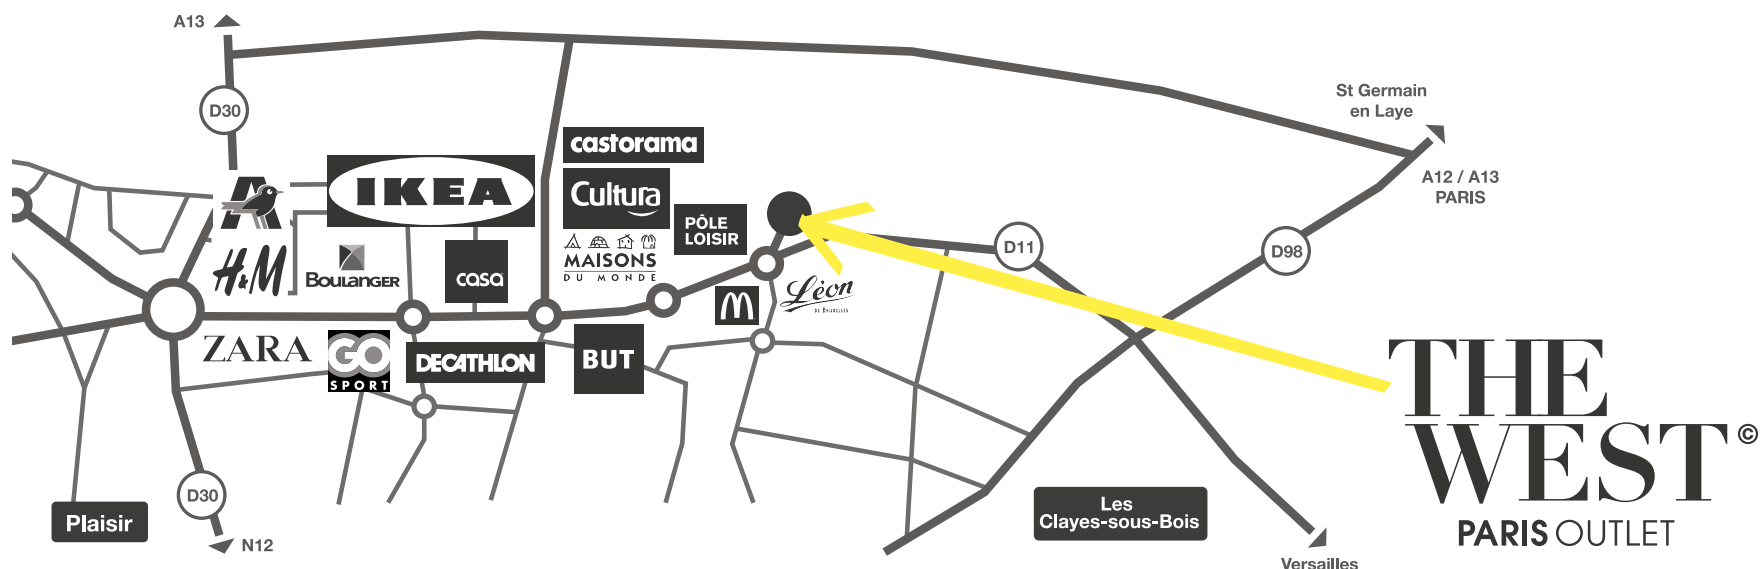 A13
D30
St Germain
en Laye
A12 / A13
PARIS
castorama
IKEA
Cultura
PÔLE
LOISIR
H&M
BOULANGER
casa
MAISONS
DU MONDE
D11
D98
Léon
DE BRUXELLES
M
ZARA
GO
SPORT
DECATHLON
BUT
THE
WEST©
PARIS OUTLET
D30
Plaisir
N12
Les
Clayes-sous-Bois
Versailles